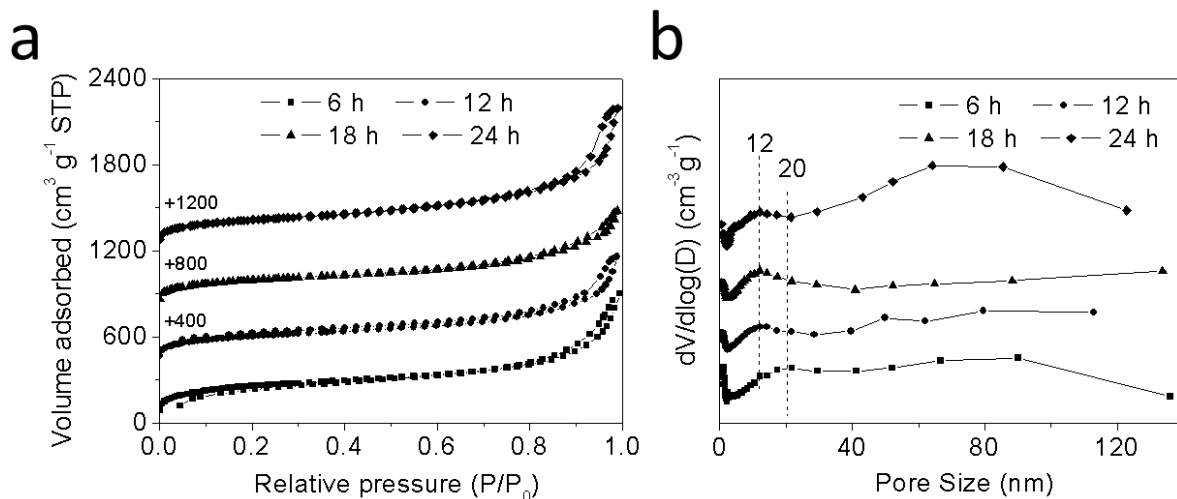 a
Volume adsorbed (cm³ g⁻¹ STP)
2400
1800
1200
600
0
6 h
12 h
18 h
24 h
+1200
+800
+400
0.0
0.2
0.4
0.6
0.8
1.0
Relative pressure (P/P₀)
b
dV/dlog(D) (cm⁻³g⁻¹)
6 h
12 h
18 h
24 h
12
20
0
40
80
120
Pore Size (nm)